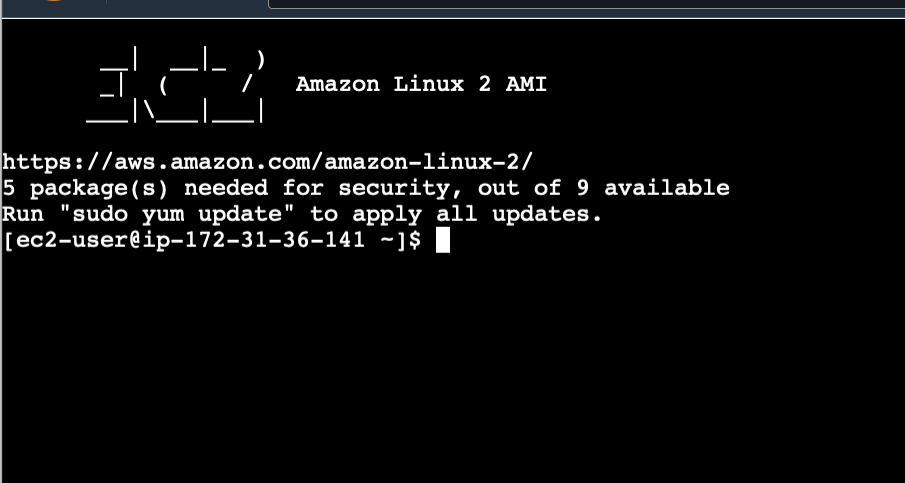 __|  __|_  )
       _|  (     /   Amazon Linux 2 AMI
      ___|\___|___|
https://aws.amazon.com/amazon-linux-2/
5 package(s) needed for security, out of 9 available
Run "sudo yum update" to apply all updates.
[ec2-user@ip-172-31-36-141 ~]$